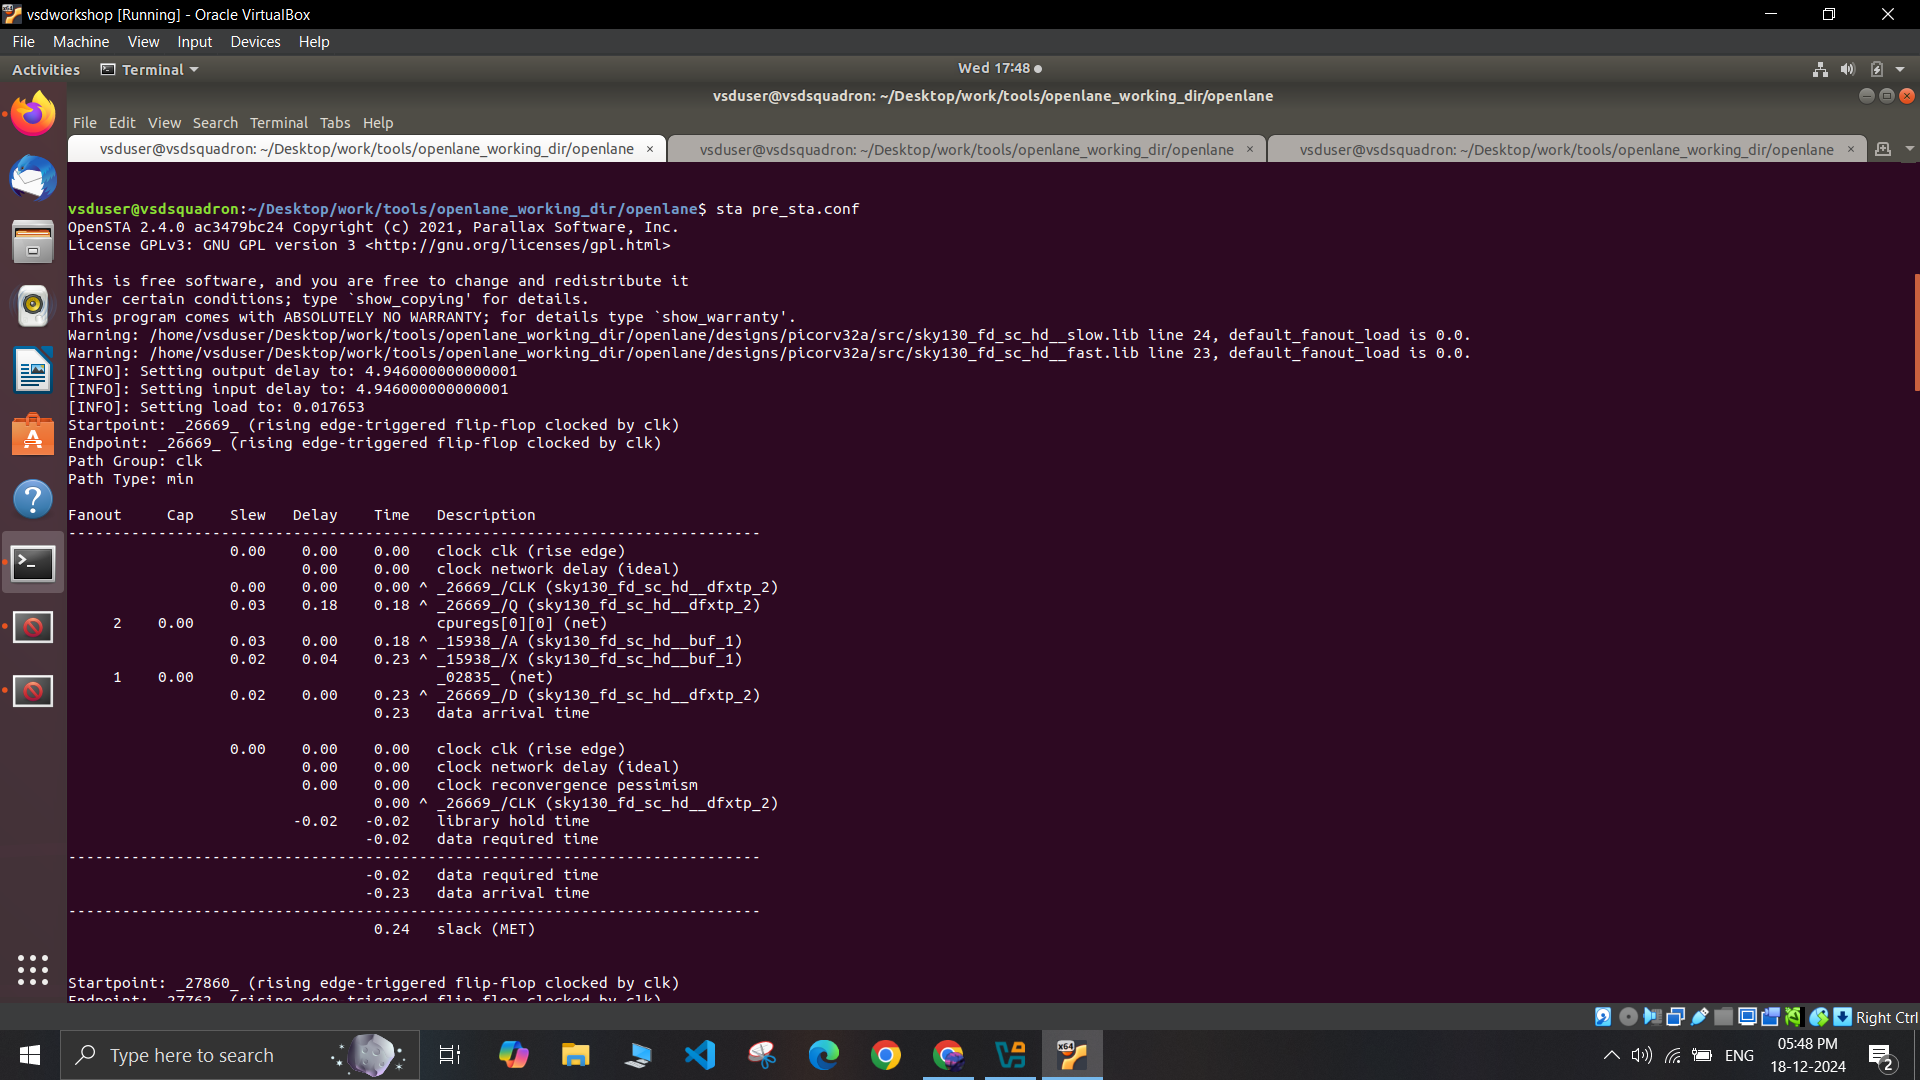 vsdworkshop [Running] - Oracle VirtualBox
File Machine View Input Devices Help
Activities Terminal Wed 17:48
vsduser@vsdsquadron: ~/Desktop/work/tools/openlane_working_dir/openlane
File Edit View Search Terminal Tabs Help
vsduser@vsdsquadron: ~/Desktop/work/tools/openlane_working_dir/openlane × vsduser@vsdsquadron: ~/Desktop/work/tools/openlane_working_dir/openlane × vsduser@vsdsquadron: ~/Desktop/work/tools/openlane_working_dir/openlane ×
vsduser@vsdsquadron:~/Desktop/work/tools/openlane_working_dir/openlane$ sta pre_sta.conf
OpenSTA 2.4.0 ac3479bc24 Copyright (c) 2021, Parallax Software, Inc.
License GPLv3: GNU GPL version 3 <http://gnu.org/licenses/gpl.html>
This is free software, and you are free to change and redistribute it
under certain conditions; type `show_copying' for details.
This program comes with ABSOLUTELY NO WARRANTY; for details type `show_warranty'.
Warning: /home/vsduser/Desktop/work/tools/openlane_working_dir/openlane/designs/picorv32a/src/sky130_fd_sc_hd__slow.lib line 24, default_fanout_load is 0.0.
Warning: /home/vsduser/Desktop/work/tools/openlane_working_dir/openlane/designs/picorv32a/src/sky130_fd_sc_hd__fast.lib line 23, default_fanout_load is 0.0.
[INFO]: Setting output delay to: 4.946000000000001
[INFO]: Setting input delay to: 4.946000000000001
[INFO]: Setting load to: 0.017653
Startpoint: _26669_ (rising edge-triggered flip-flop clocked by clk)
Endpoint: _26669_ (rising edge-triggered flip-flop clocked by clk)
Path Group: clk
Path Type: min
Fanout Cap Slew Delay Time Description
-----------------------------------------------------------------------------
0.00 0.00 0.00 clock clk (rise edge)
0.00 0.00 clock network delay (ideal)
0.00 0.00 0.00 ^ _26669_/CLK (sky130_fd_sc_hd__dfxtp_2)
0.03 0.18 0.18 ^ _26669_/Q (sky130_fd_sc_hd__dfxtp_2)
2 0.00 cpuregs[0][0] (net)
0.03 0.00 0.18 ^ _15938_/A (sky130_fd_sc_hd__buf_1)
0.02 0.04 0.23 ^ _15938_/X (sky130_fd_sc_hd__buf_1)
1 0.00 _02835_ (net)
0.02 0.00 0.23 ^ _26669_/D (sky130_fd_sc_hd__dfxtp_2)
0.23 data arrival time
0.00 0.00 0.00 clock clk (rise edge)
0.00 0.00 clock network delay (ideal)
0.00 0.00 clock reconvergence pessimism
0.00 ^ _26669_/CLK (sky130_fd_sc_hd__dfxtp_2)
-0.02 -0.02 library hold time
-0.02 data required time
-----------------------------------------------------------------------------
-0.02 data required time
-0.23 data arrival time
-----------------------------------------------------------------------------
0.24 slack (MET)
Startpoint: _27860_ (rising edge-triggered flip-flop clocked by clk)
Endpoint: _27762_ (rising edge-triggered flip-flop clocked by clk)
Right Ctrl
Type here to search
ENG
05:48 PM
18-12-2024
2